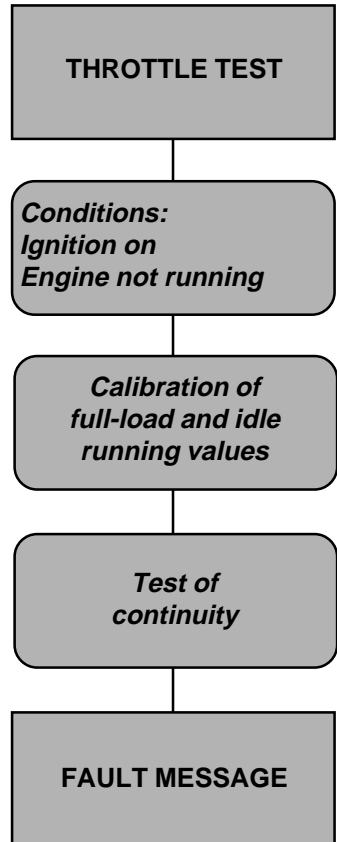 THROTTLE TEST
Conditions:
Ignition on
Engine not running
Calibration of
full-load and idle
running values
Test of
continuity
FAULT MESSAGE